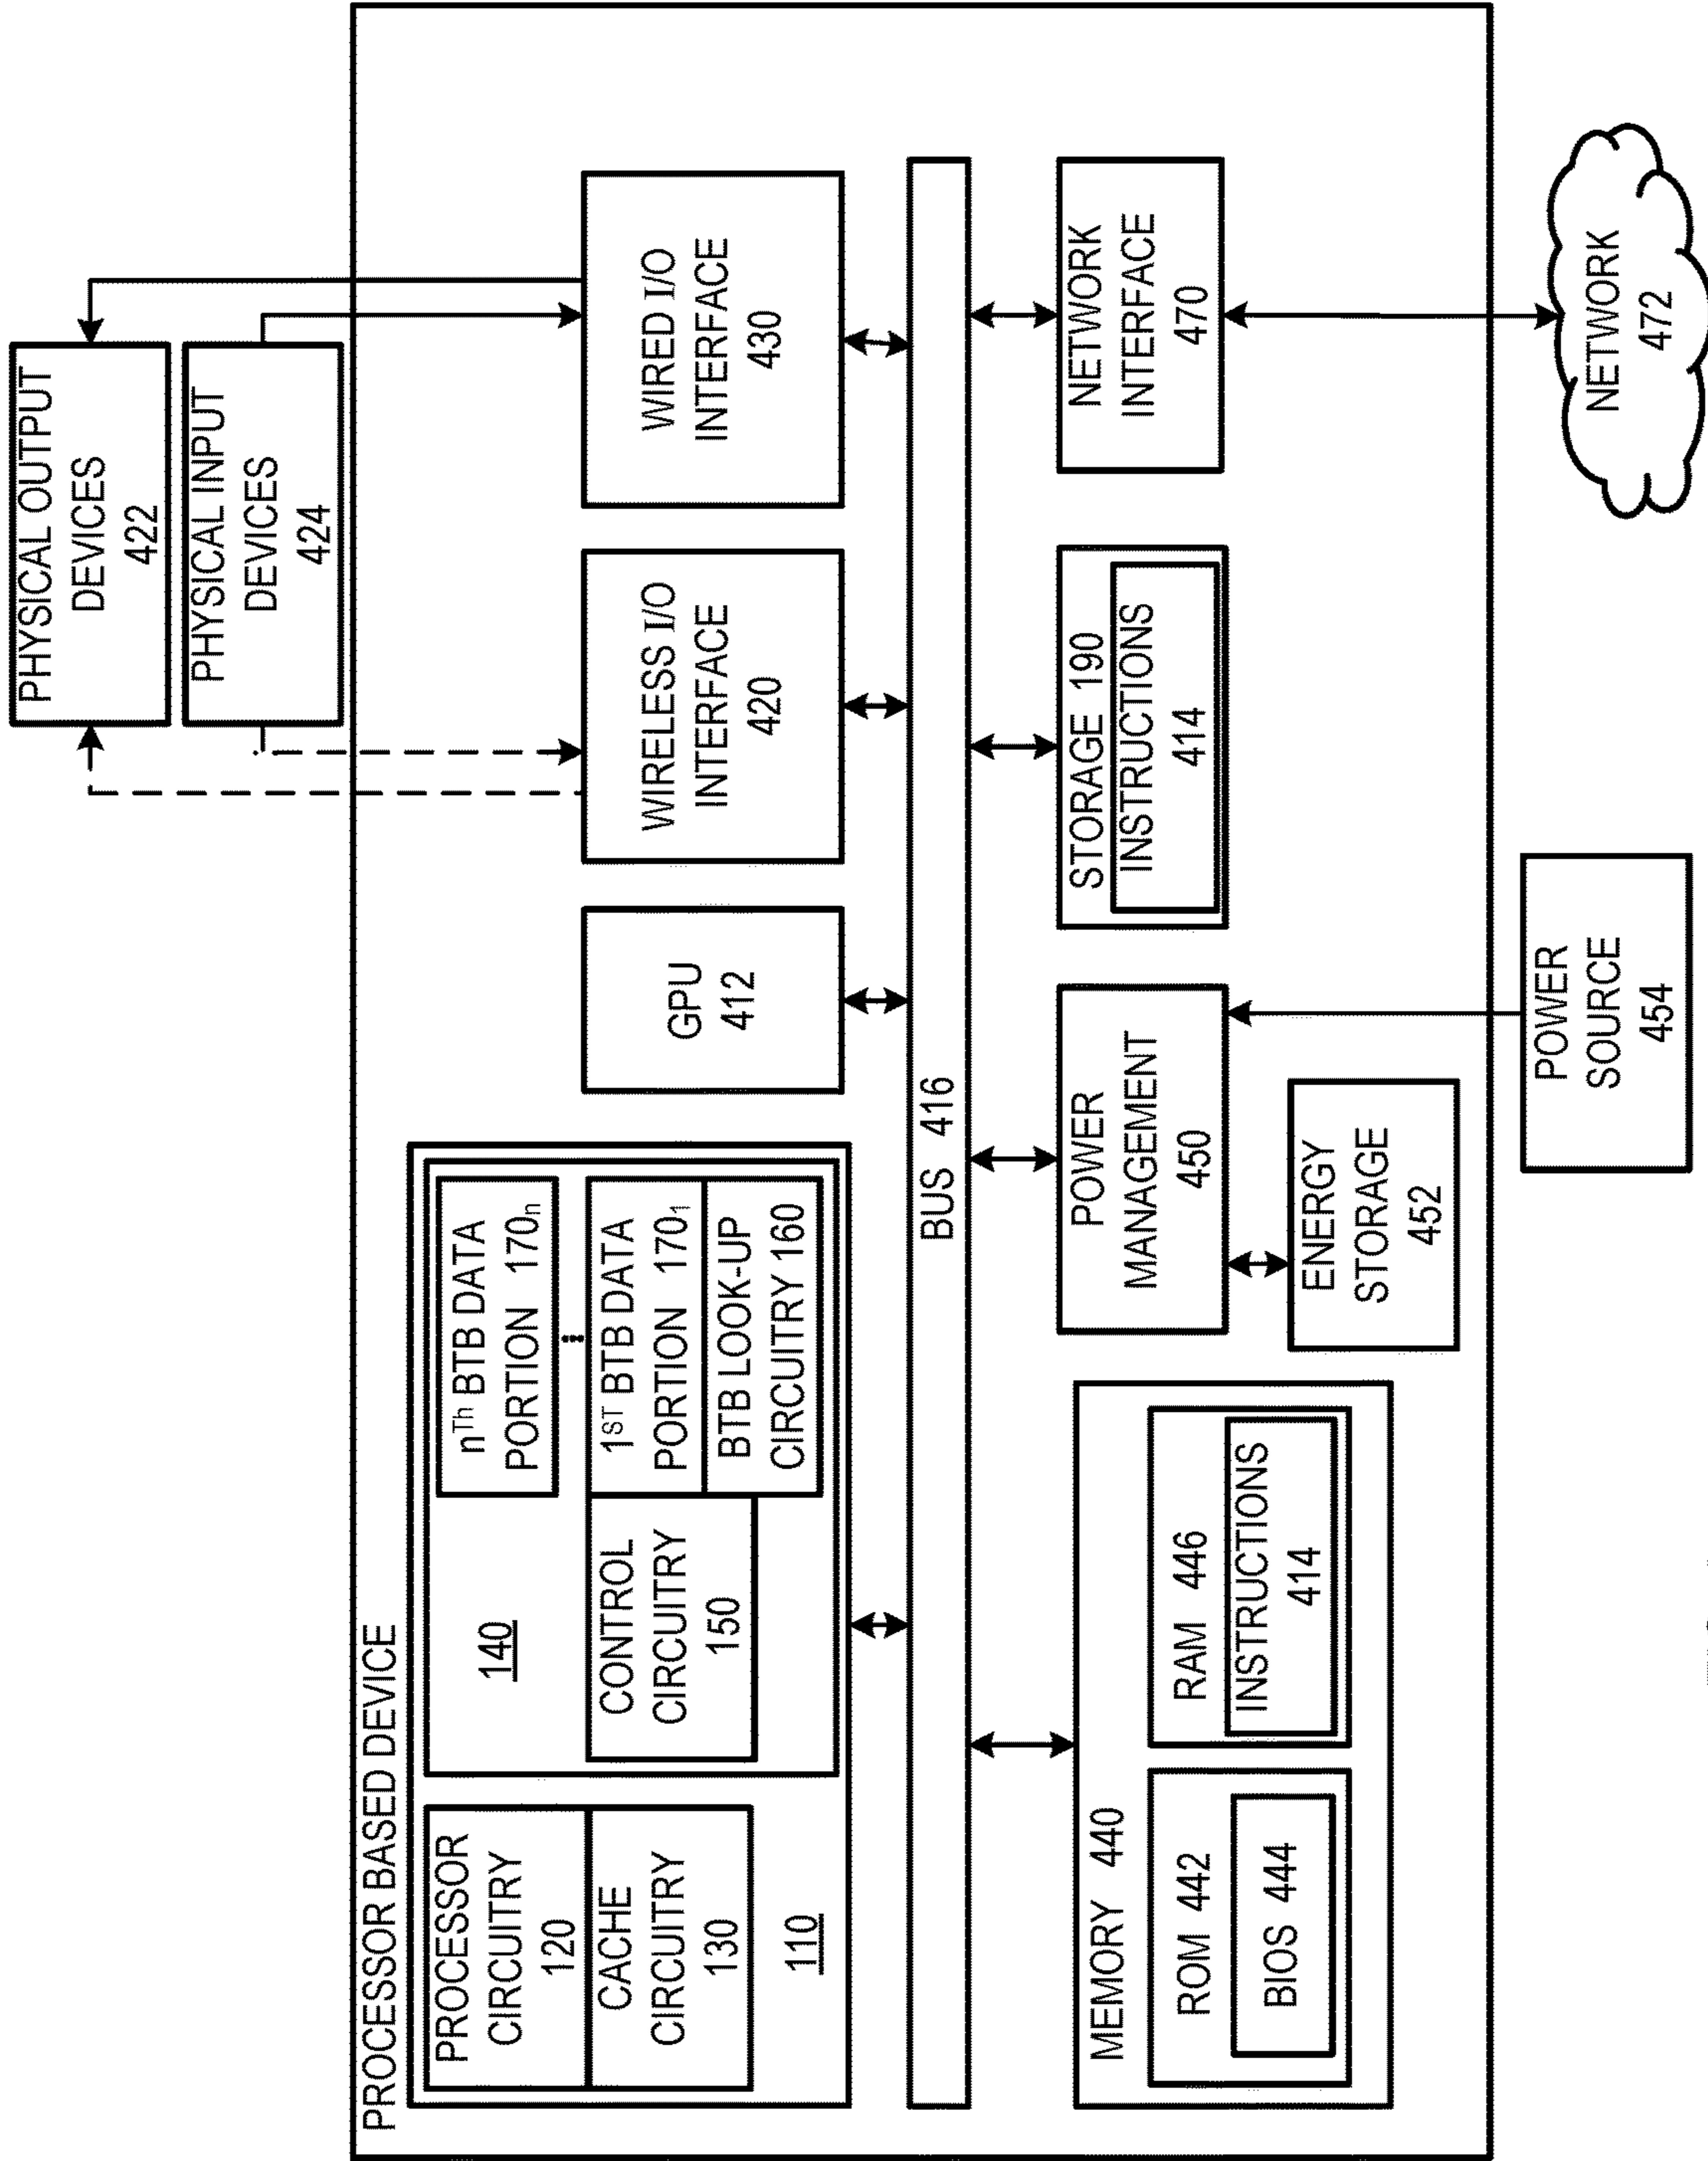 PROCESSOR BASED DEVICE
PROCESSOR
CIRCUITRY
120
CACHE
CIRCUITRY
130
110
140
CONTROL
CIRCUITRY
150
nTh BTB DATA
PORTION 170n
1ST BTB DATA
PORTION 1701
BTB LOOK-UP
CIRCUITRY 160
GPU
412
WIRELESS I/O
INTERFACE
420
WIRED I/O
INTERFACE
430
PHYSICAL OUTPUT
DEVICES
422
PHYSICAL INPUT
DEVICES
424
BUS 416
MEMORY 440
ROM 442
BIOS 444
RAM 446
INSTRUCTIONS
414
POWER
MANAGEMENT
450
ENERGY
STORAGE
452
STORAGE 190
INSTRUCTIONS
414
NETWORK
INTERFACE
470
POWER
SOURCE
454
NETWORK
472